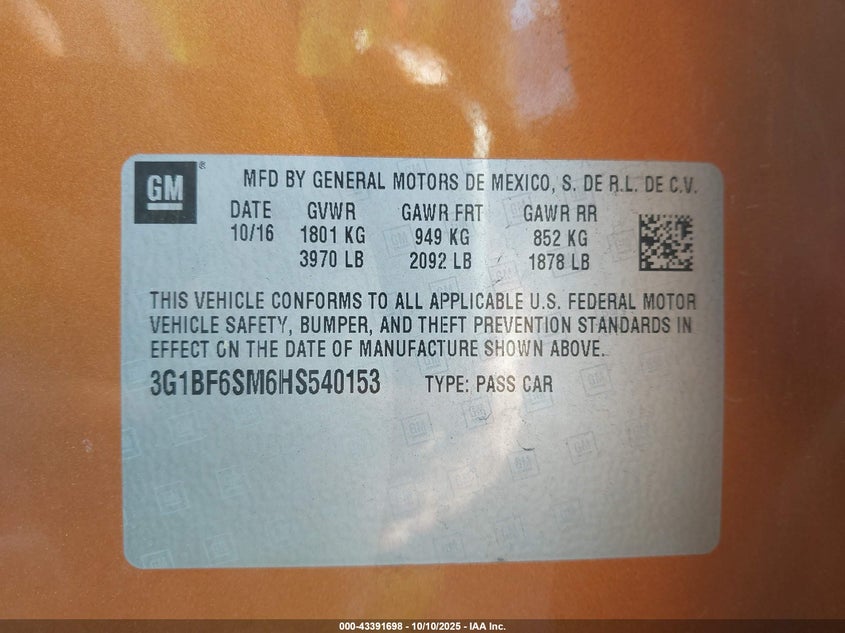 GM®
MFD BY GENERAL MOTORS DE MEXICO, S. DE R.L. DE C.V.
DATE GVWR GAWR FRT GAWR RR
10/16 1801 KG 949 KG 852 KG
3970 LB 2092 LB 1878 LB
THIS VEHICLE CONFORMS TO ALL APPLICABLE U.S. FEDERAL MOTOR
VEHICLE SAFETY, BUMPER, AND THEFT PREVENTION STANDARDS IN
EFFECT ON THE DATE OF MANUFACTURE SHOWN ABOVE.
3G1BF6SM6HS540153 TYPE: PASS CAR
000-43391698 - 10/10/2025 - IAA Inc.